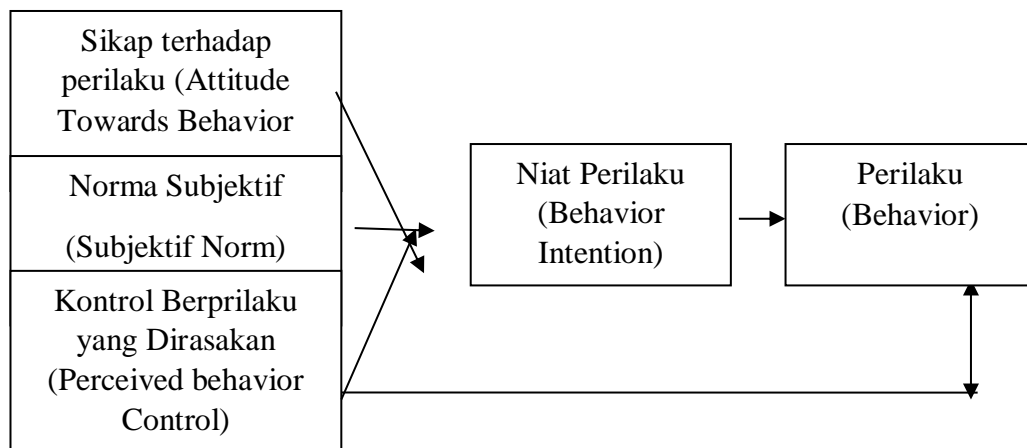 Sikap terhadap
perilaku (Attitude
Towards Behavior
Norma Subjektif
(Subjektif Norm)
Kontrol Berprilaku
yang Dirasakan
(Perceived behavior
Control)
Niat Perilaku
(Behavior
Intention)
Perilaku
(Behavior)